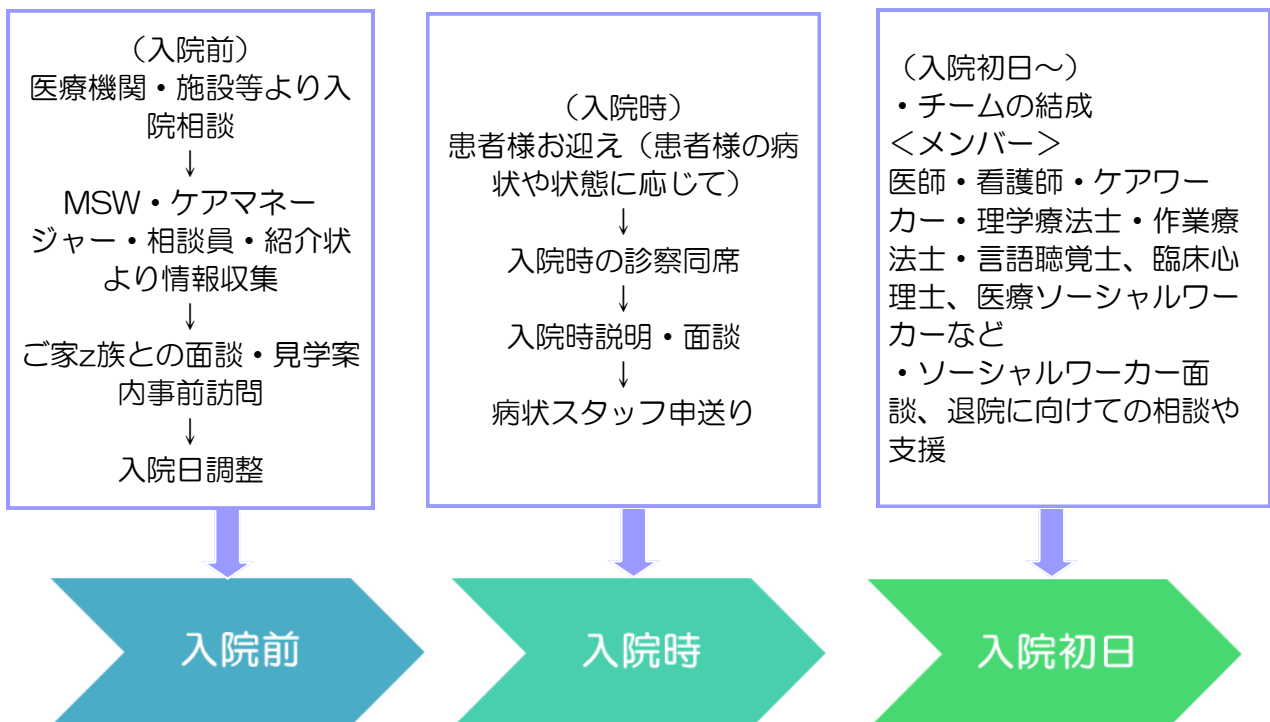 （入院前）
医療機関・施設等より入
院相談
↓
MSW・ケアマネー
ジャー・相談員・紹介状
より情報収集
↓
ご家z族との面談・見学案
内事前訪問
↓
入院日調整
（入院時）
患者様お迎え（患者様の病
状や状態に応じて）
↓
入院時の診察同席
↓
入院時説明・面談
↓
病状スタッフ申送り
（入院初日～）
・チームの結成
＜メンバー＞
医師・看護師・ケアワー
カー・理学療法士・作業療
法士・言語聴覚士、臨床心
理士、医療ソーシャルワー
カーなど
・ソーシャルワーカー面
談、退院に向けての相談や
支援
入院前
入院時
入院初日